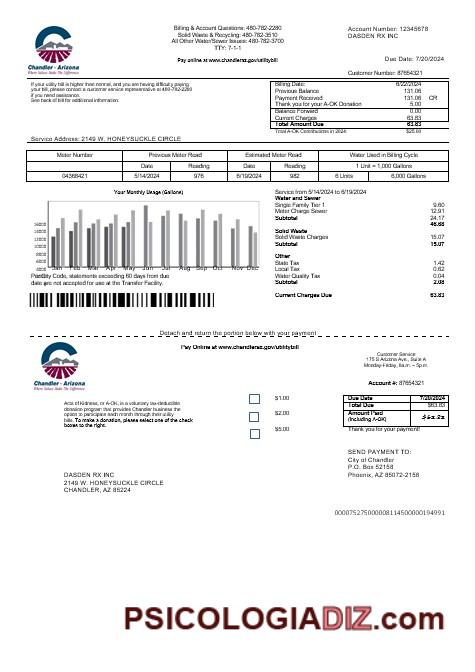 Billing & Account Questions: 480-782-2280
Solid Waste & Recycling: 480-782-3510
All Other Water/Sewer Issues: 480-782-3700
TTY: 7-1-1
Pay online at www.chandleraz.gov/utilitybill
Account Number: 12345678
DASDEN RX INC
Due Date: 7/20/2024
Customer Number: 87654321
Chandler · Arizona
Where Values Make The Difference
If your utility bill is higher than normal, and you are having difficulty paying
your bill, please contact a customer service representative at 480-782-2280
if you need assistance.
See back of bill for additional information:
Billing Date: 6/22/2024
Previous Balance 131.06
Payment Received 131.06 CR
Thank you for your A-OK Donation 5.00
Balance Forward 0.00
Current Charges 63.83
Total Amount Due 63.83
Total A-OK Contributions in 2024: $25.00
Service Address: 2149 W. HONEYSUCKLE CIRCLE
Meter Number Previous Meter Road Estimated Meter Road Water Used in Billing Cycle
Date Reading Date Reading 1 Unit = 1,000 Gallons
04368421 5/14/2024 976 6/19/2024 982 6 Units 6,000 Gallons
Your Monthly Usage (Gallons)
16000
14000
12000
10000
8000
6000
4000
Jan Feb Mar Apr May Jun Jul Aug Sep Oct Nov Dec
Per City Code, statements exceeding 60 days from due
date are not accepted for use at the Transfer Facility.
Service from 5/14/2024 to 6/19/2024
Water and Sewer
Single Family Tier 1 9.60
Meter Charge Sewer 12.91
Subtotal 24.17
46.68
Solid Waste
Solid Waste Charges 15.07
Subtotal 15.07
Other
State Tax 1.42
Local Tax 0.62
Water Quality Tax 0.04
Subtotal 2.08
Current Charges Due 63.83
Detach and return the portion below with your payment
Pay Online at www.chandleraz.gov/utilitybill
Chandler · Arizona
Where Values Make The Difference
Customer Service
175 S Arizona Ave., Suite A
Monday-Friday, 8a.m. – 5p.m.
Account #: 87654321
Acts of Kindness, or A-OK, is a voluntary tax-deductible
donation program that provides Chandler business the
option to participate each month through their utility
bills. To make a donation, please select one of the check
boxes to the right.
$1.00
$2.00
$5.00
Due Date 7/20/2024
Total Due $63.83
Amount Paid
(Including A-OK)
Thank you for your payment!
SEND PAYMENT TO:
City of Chandler
P.O. Box 52158
Phoenix, AZ 85072-2158
DASDEN RX INC
2149 W. HONEYSUCKLE CIRCLE
CHANDLER, AZ 85224
000075275000008114500000194991
PSICOLOGIADIZ.com